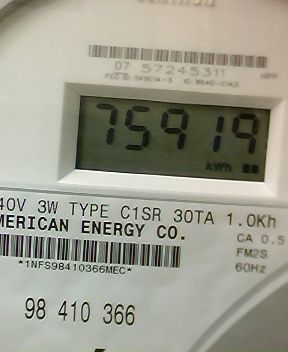 07 57245311
75919
kWh
40V 3W TYPE C1SR 30TA 1.0Kh
MERICAN ENERGY CO.
CA 0.5
FM2S
60Hz
*1NFS98410366MEC*
98 410 366